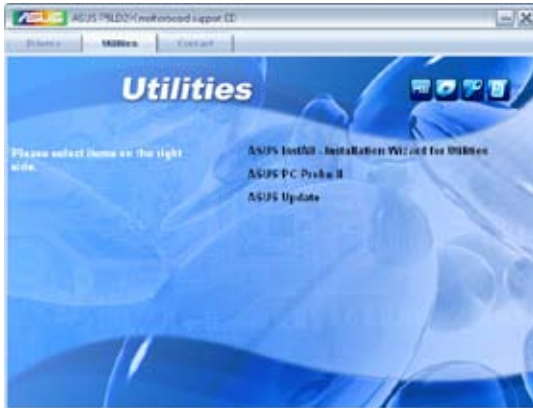 ASUS
ASUS P5LD2-X motherboard support CD
Drivers Utilities Contact
Utilities
Please select items on the right
side.
ASUS InstAll - Installation Wizard for Utilities
ASUS PC Probe II
ASUS Update